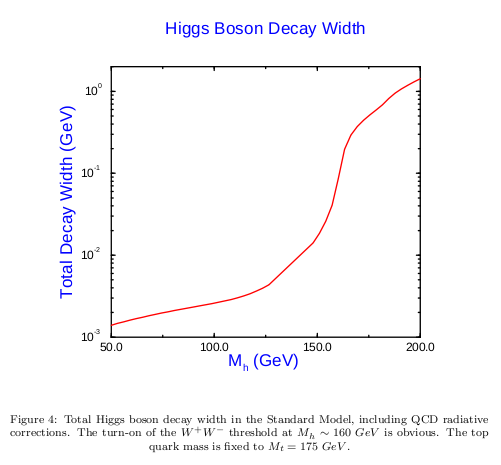 Higgs Boson Decay Width
Total Decay Width (GeV)
10⁰
10⁻¹
10⁻²
10⁻³
50.0 100.0 150.0 200.0
Mₕ (GeV)
Figure 4: Total Higgs boson decay width in the Standard Model, including QCD radiative
corrections. The turn-on of the W⁺W⁻ threshold at Mₕ ∼ 160 GeV is obvious. The top
quark mass is fixed to Mₜ = 175 GeV.